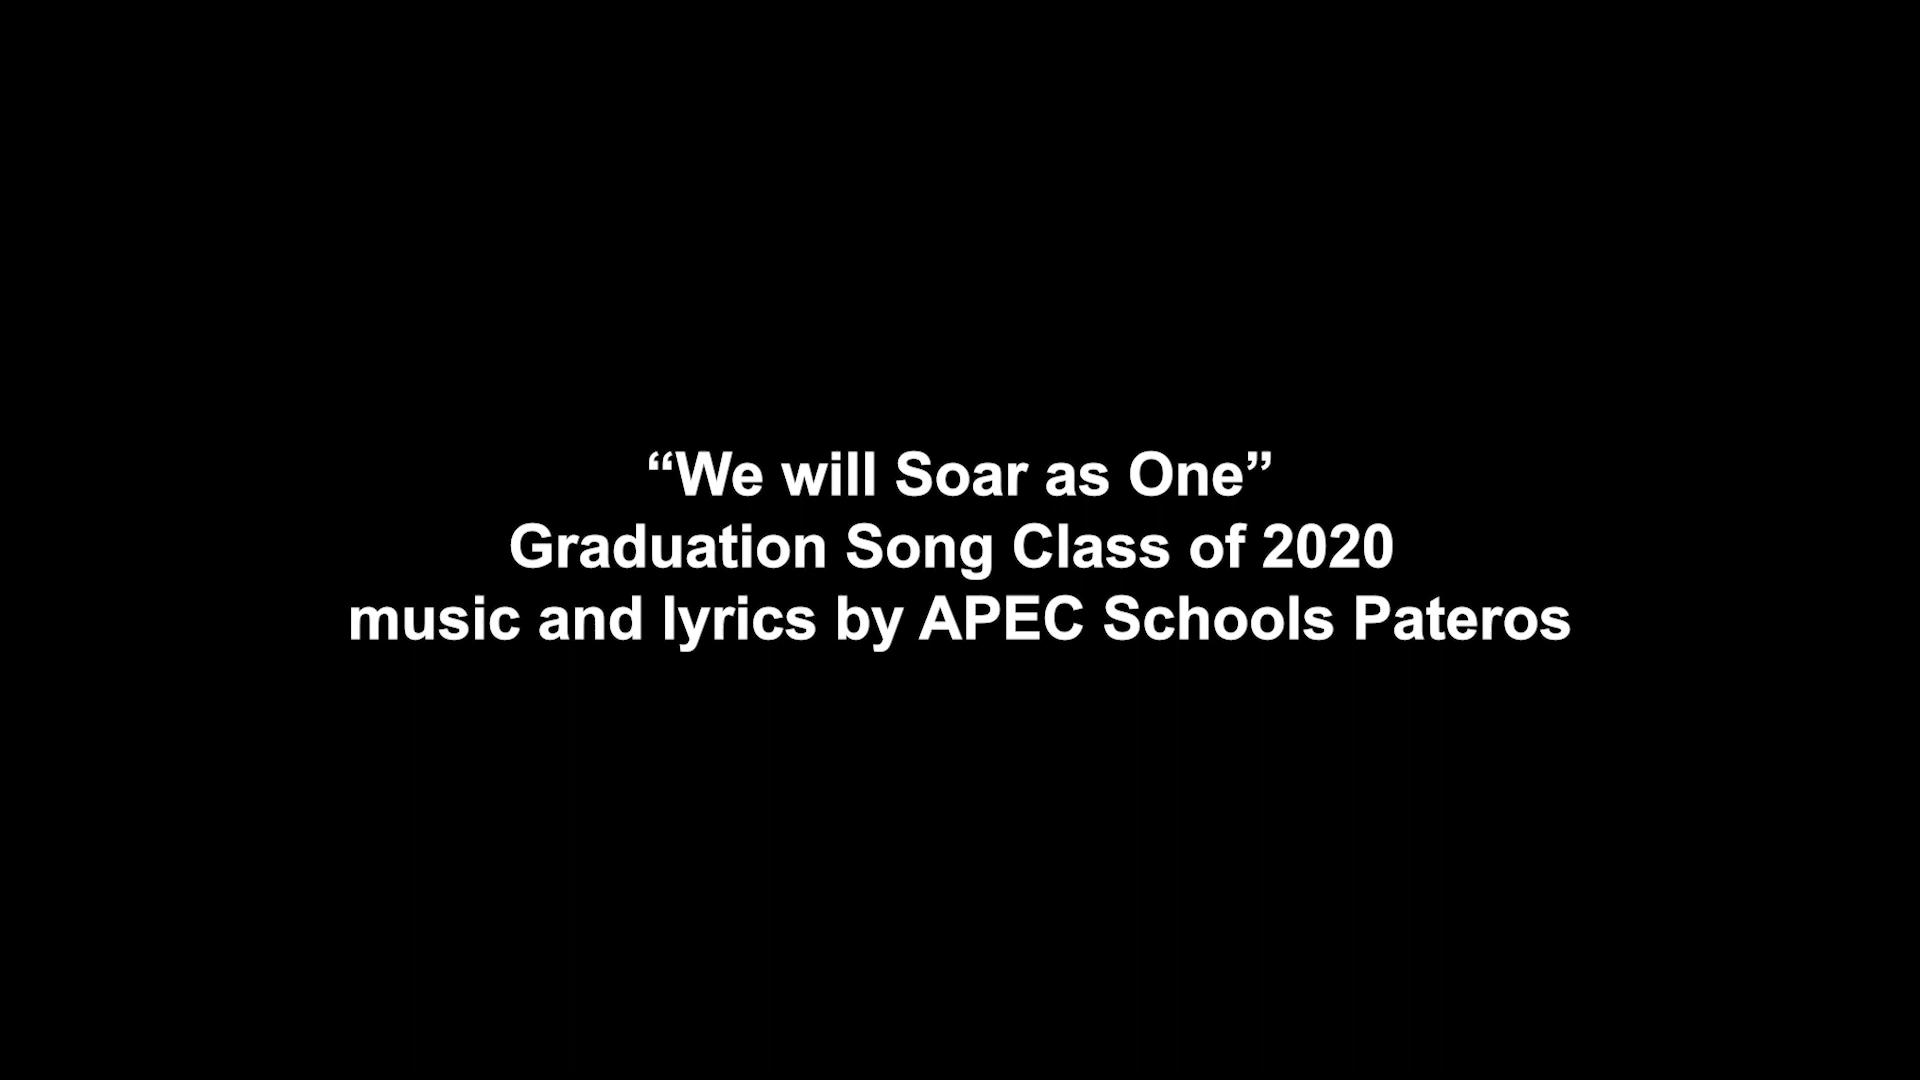 “We will Soar as One”
Graduation Song Class of 2020
music and lyrics by APEC Schools Pateros